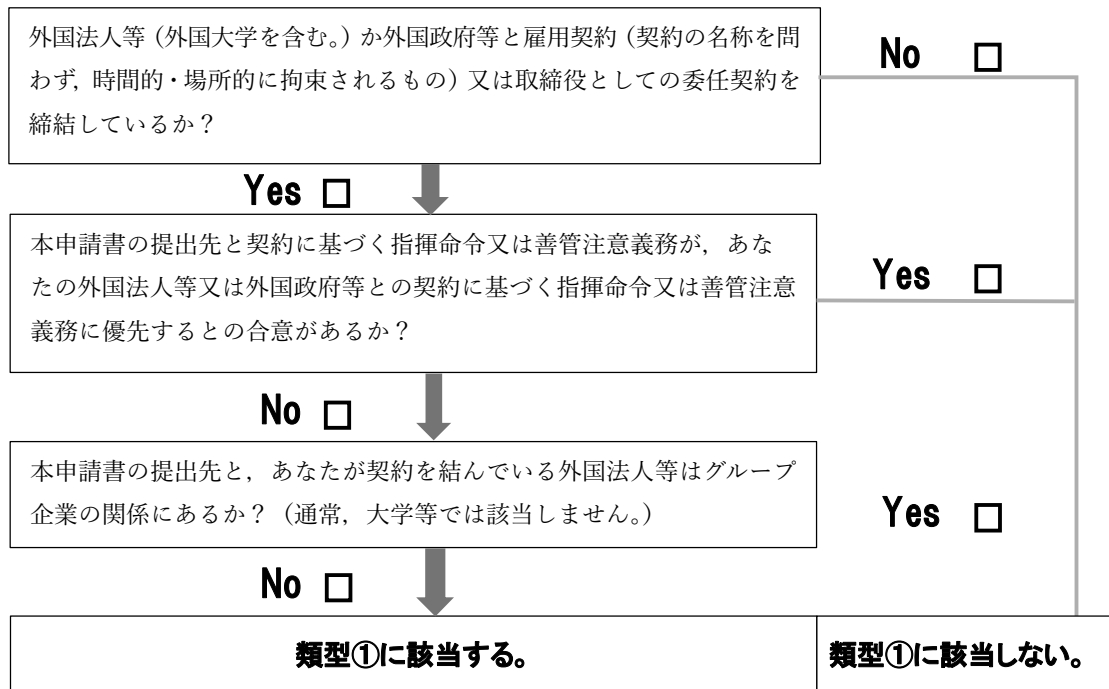 外国法人等（外国大学を含む。）か外国政府等と雇用契約（契約の名称を問
わず，時間的・場所的に拘束されるもの）又は取締役としての委任契約を
締結しているか？
No □
Yes □
本申請書の提出先と契約に基づく指揮命令又は善管注意義務が，あな
たの外国法人等又は外国政府等との契約に基づく指揮命令又は善管注意
義務に優先するとの合意があるか？
Yes □
No □
本申請書の提出先と，あなたが契約を結んでいる外国法人等はグループ
企業の関係にあるか？（通常，大学等では該当しません。）
Yes □
No □
類型①に該当する。
類型①に該当しない。